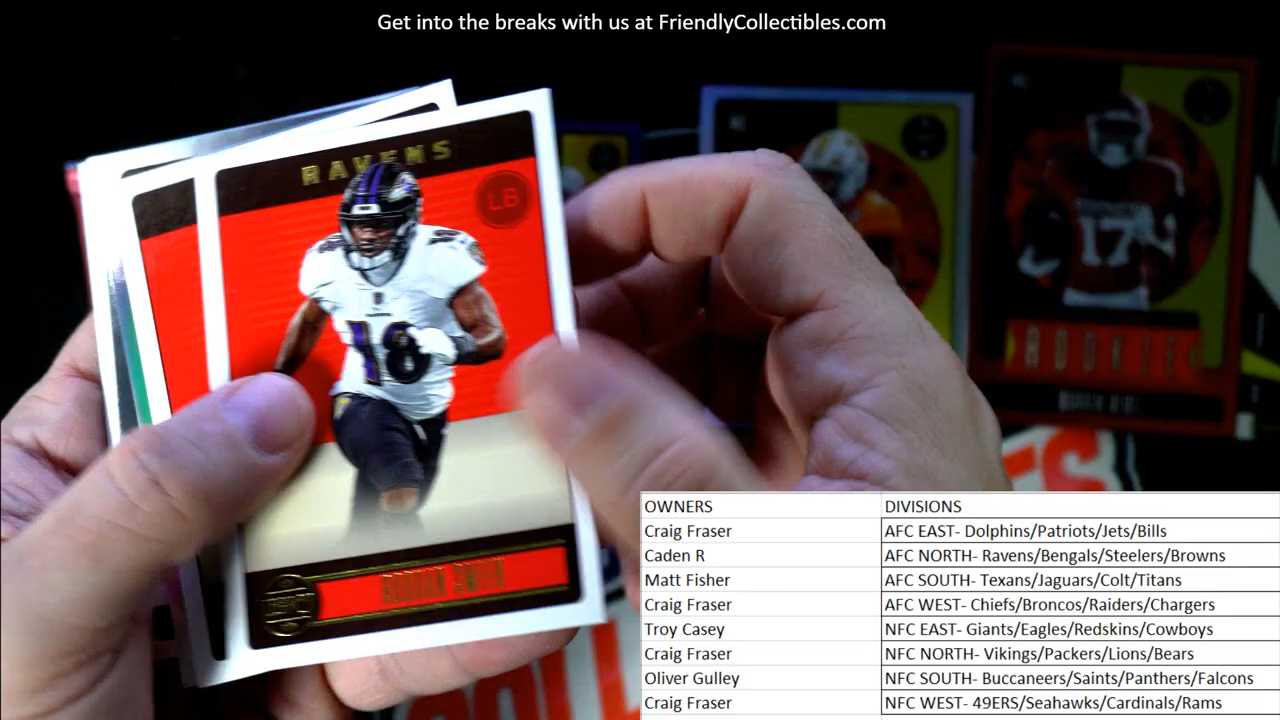 Get into the breaks with us at FriendlyCollectibles.com
RAVENS
LB
18
ROQUAN SMITH
17
ROOKIE
OWNERS DIVISIONS
Craig Fraser AFC EAST- Dolphins/Patriots/Jets/Bills
Caden R AFC NORTH- Ravens/Bengals/Steelers/Browns
Matt Fisher AFC SOUTH- Texans/Jaguars/Colt/Titans
Craig Fraser AFC WEST- Chiefs/Broncos/Raiders/Chargers
Troy Casey NFC EAST- Giants/Eagles/Redskins/Cowboys
Craig Fraser NFC NORTH- Vikings/Packers/Lions/Bears
Oliver Gulley NFC SOUTH- Buccaneers/Saints/Panthers/Falcons
Craig Fraser NFC WEST- 49ERS/Seahawks/Cardinals/Rams